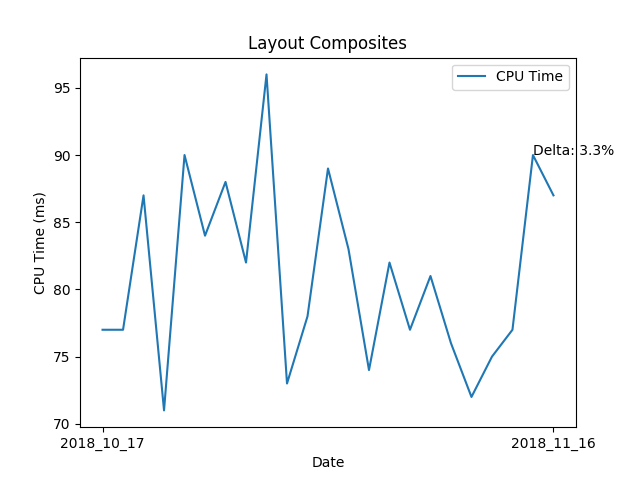 Layout Composites
CPU Time
Delta: 3.3%
CPU Time (ms)
95
90
85
80
75
70
2018_10_17
2018_11_16
Date